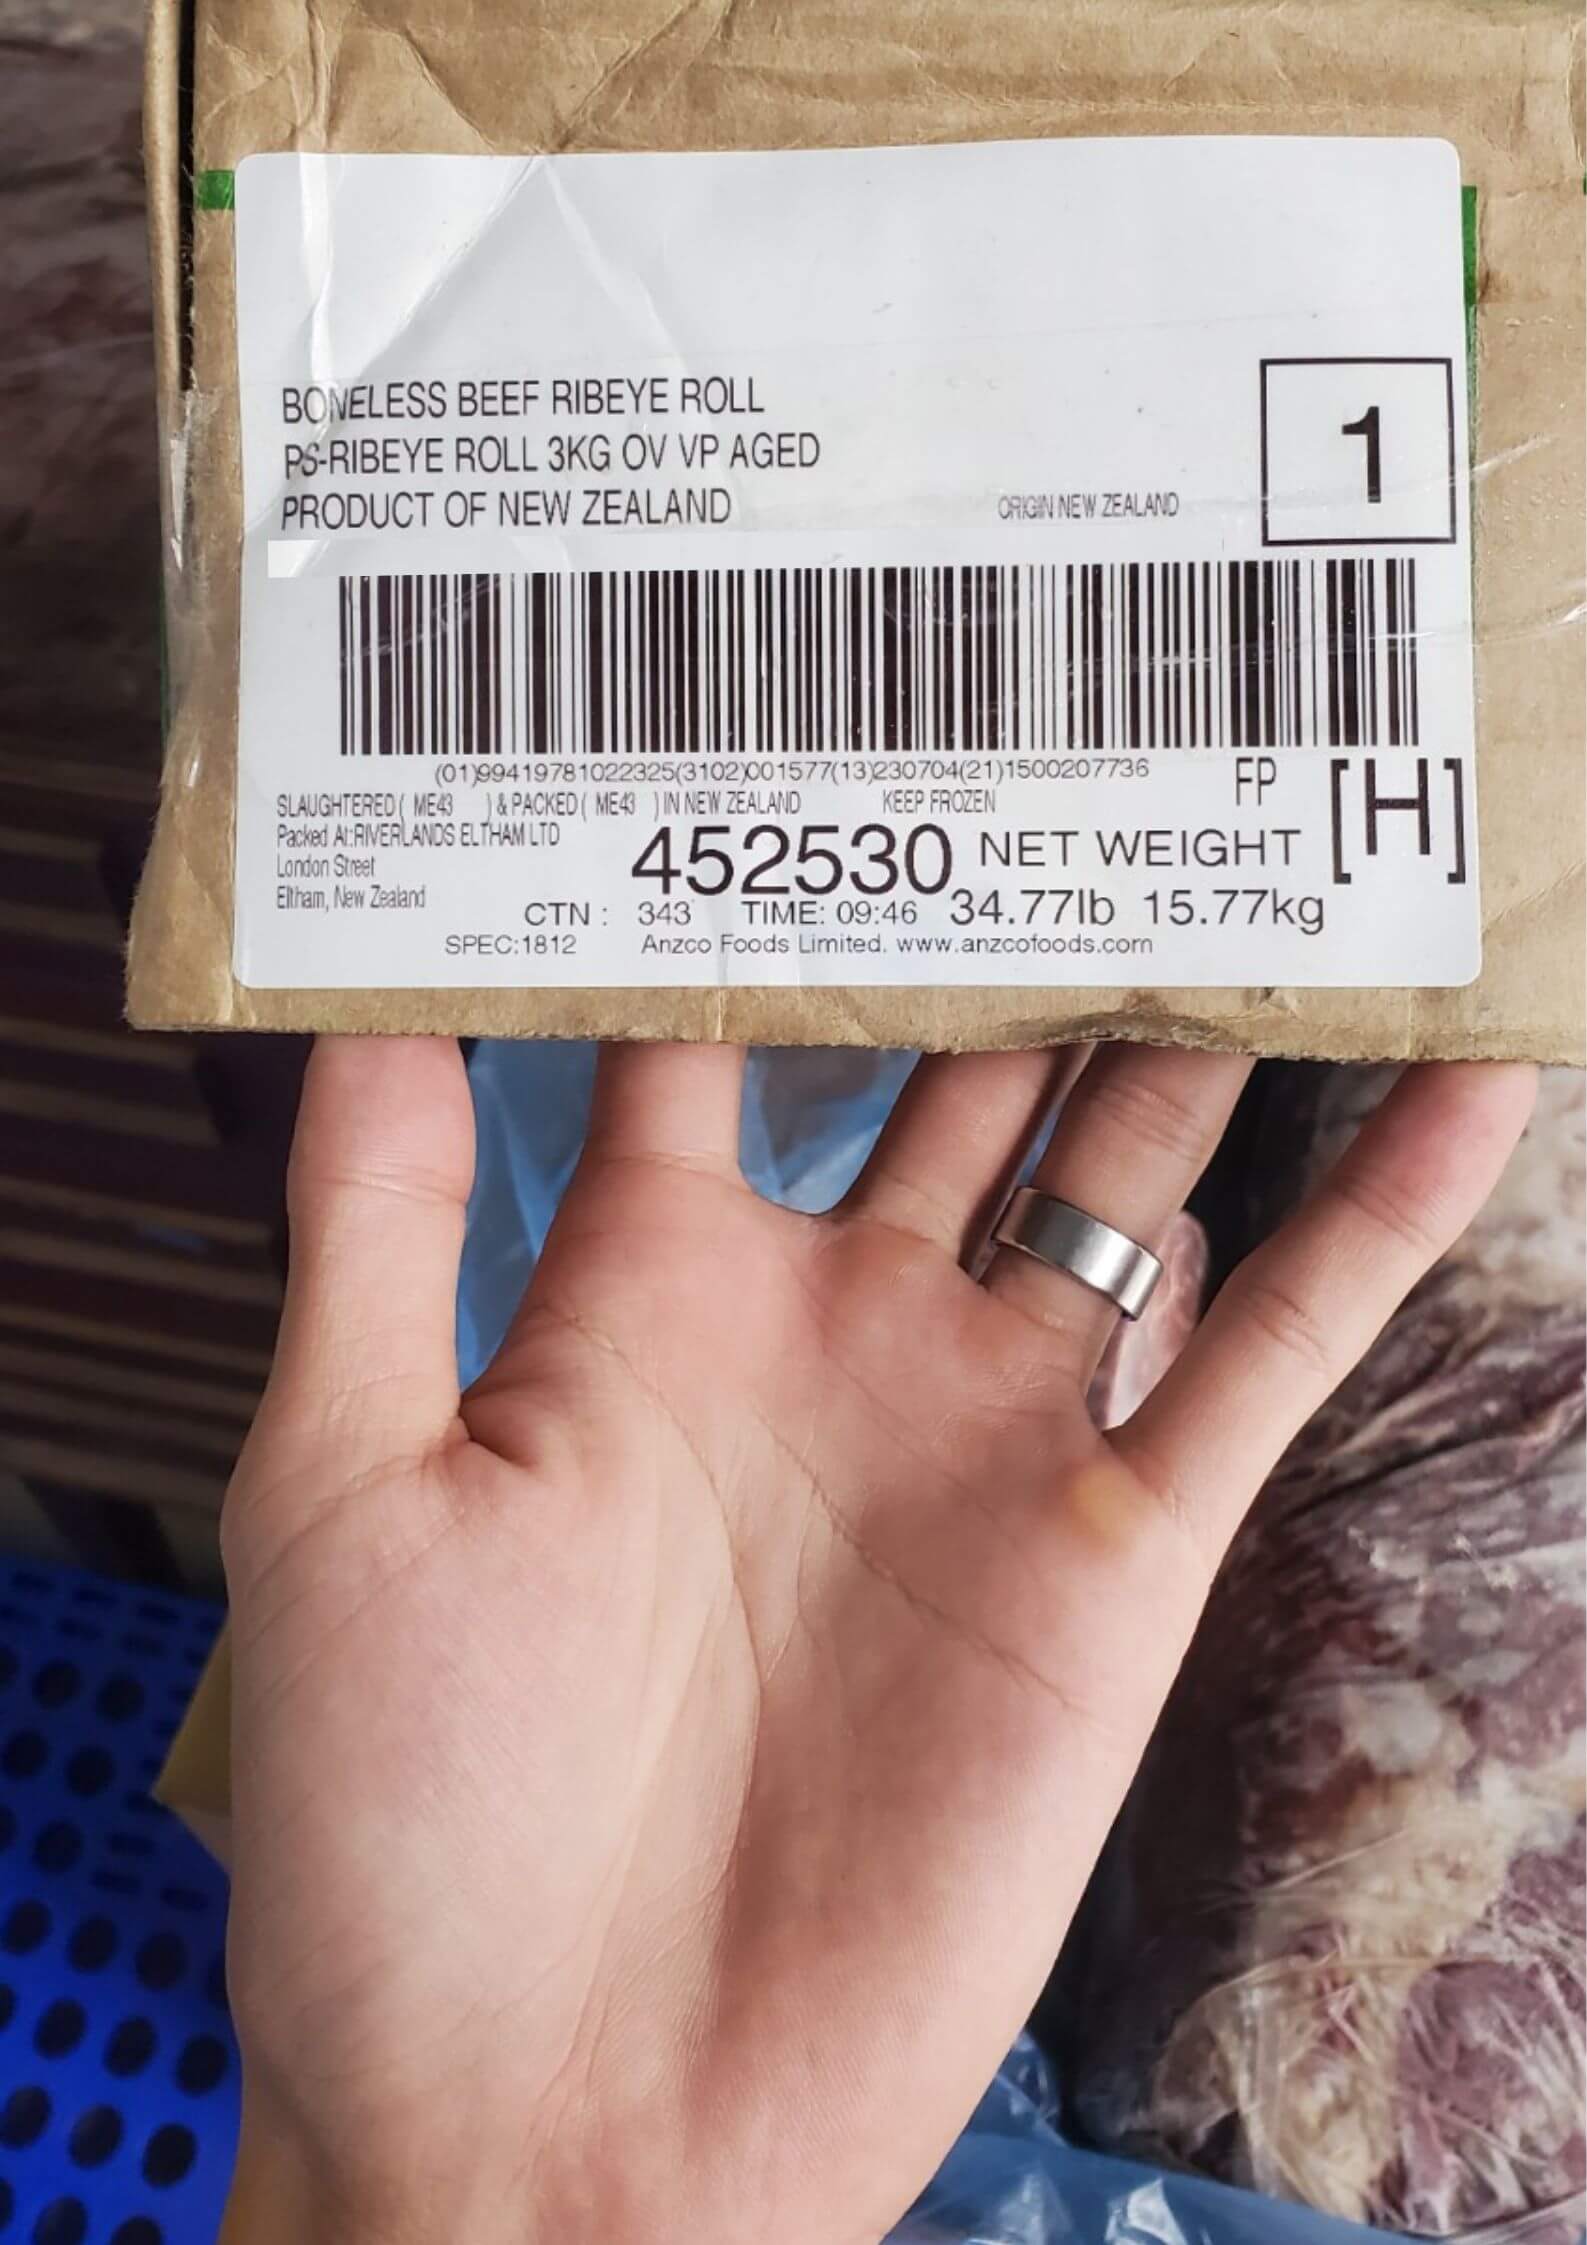 BONELESS BEEF RIBEYE ROLL
PS-RIBEYE ROLL 3KG OV VP AGED
PRODUCT OF NEW ZEALAND
ORIGIN NEW ZEALAND
1
(01)99419781022325(3102)001577(13)230704(21)1500207736
FP
[H]
SLAUGHTERED ( ME43 ) & PACKED ( ME43 ) IN NEW ZEALAND KEEP FROZEN
Packed At:RIVERLANDS ELTHAM LTD
London Street
Eltham, New Zealand
452530
NET WEIGHT
34.77lb 15.77kg
CTN : 343 TIME: 09:46
SPEC:1812 Anzco Foods Limited. www.anzcofoods.com